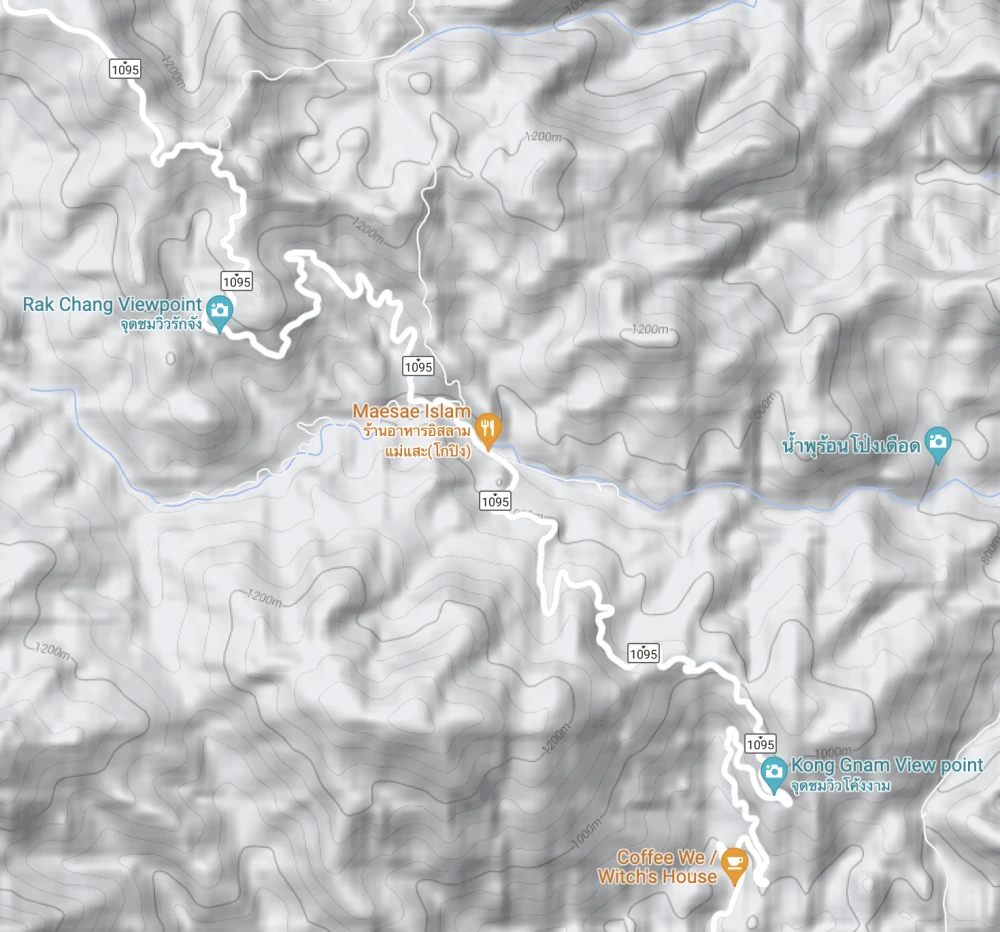 1095
1200m
1200m
1200m
1095
Rak Chang Viewpoint
จุดชมวิวรักจัง
1200m
1095
1000m
Maesae Islam
ร้านอาหารอิสลาม
แม่แสะ(โกปิง)
น้ำพุร้อนโป่งเดือด
1095
800m
1200m
1200m
1095
1200m
1095
1000m
Kong Gnam View point
จุดชมวิวโค้งงาม
1000m
Coffee We /
Witch's House